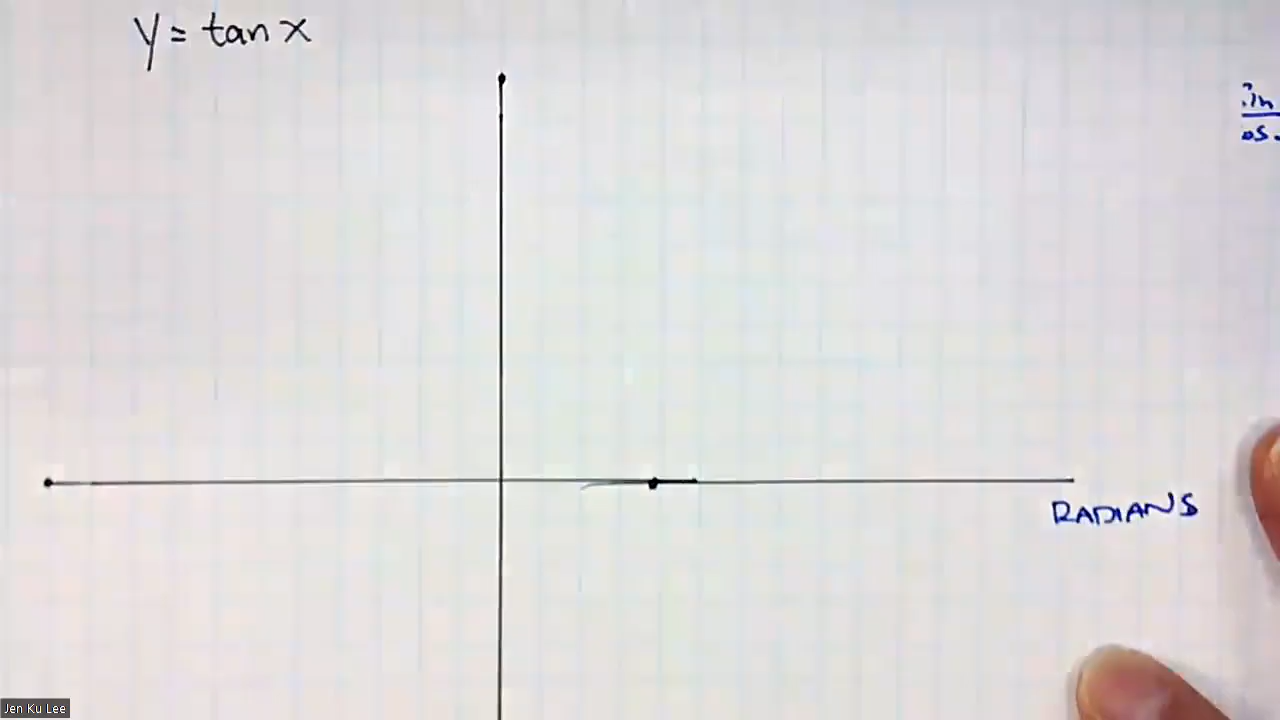 y = tan x
RADIANS
Jen Ku Lee